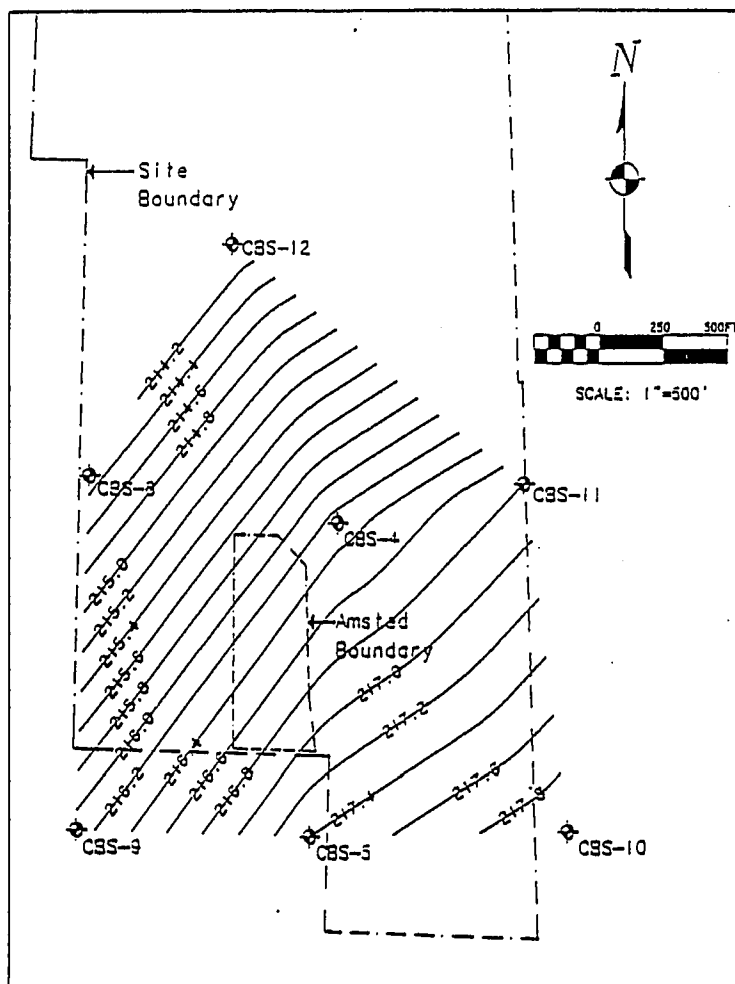 N
Site
Boundary
CBS-12
0 250 500FT
SCALE: 1"=500'
214.2
214.4
214.6
214.8
CBS-8
CBS-11
CBS-4
215.0
215.2
215.4
215.6
215.8
216.0
216.2
216.4
216.6
216.8
Amsted
Boundary
217.0
217.2
217.4
217.6
217.8
CBS-9
CBS-5
CBS-10